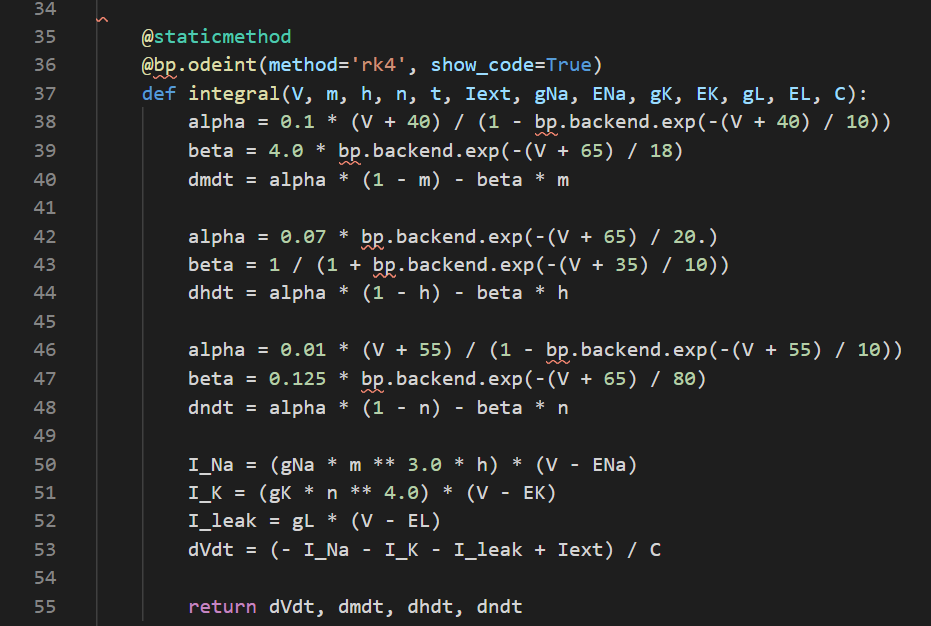 34
35 @staticmethod
36 @bp.odeint(method='rk4', show_code=True)
37 def integral(V, m, h, n, t, Iext, gNa, ENa, gK, EK, gL, EL, C):
38 alpha = 0.1 * (V + 40) / (1 - bp.backend.exp(-(V + 40) / 10))
39 beta = 4.0 * bp.backend.exp(-(V + 65) / 18)
40 dmdt = alpha * (1 - m) - beta * m
41
42 alpha = 0.07 * bp.backend.exp(-(V + 65) / 20.)
43 beta = 1 / (1 + bp.backend.exp(-(V + 35) / 10))
44 dhdt = alpha * (1 - h) - beta * h
45
46 alpha = 0.01 * (V + 55) / (1 - bp.backend.exp(-(V + 55) / 10))
47 beta = 0.125 * bp.backend.exp(-(V + 65) / 80)
48 dndt = alpha * (1 - n) - beta * n
49
50 I_Na = (gNa * m ** 3.0 * h) * (V - ENa)
51 I_K = (gK * n ** 4.0) * (V - EK)
52 I_leak = gL * (V - EL)
53 dVdt = (- I_Na - I_K - I_leak + Iext) / C
54
55 return dVdt, dmdt, dhdt, dndt